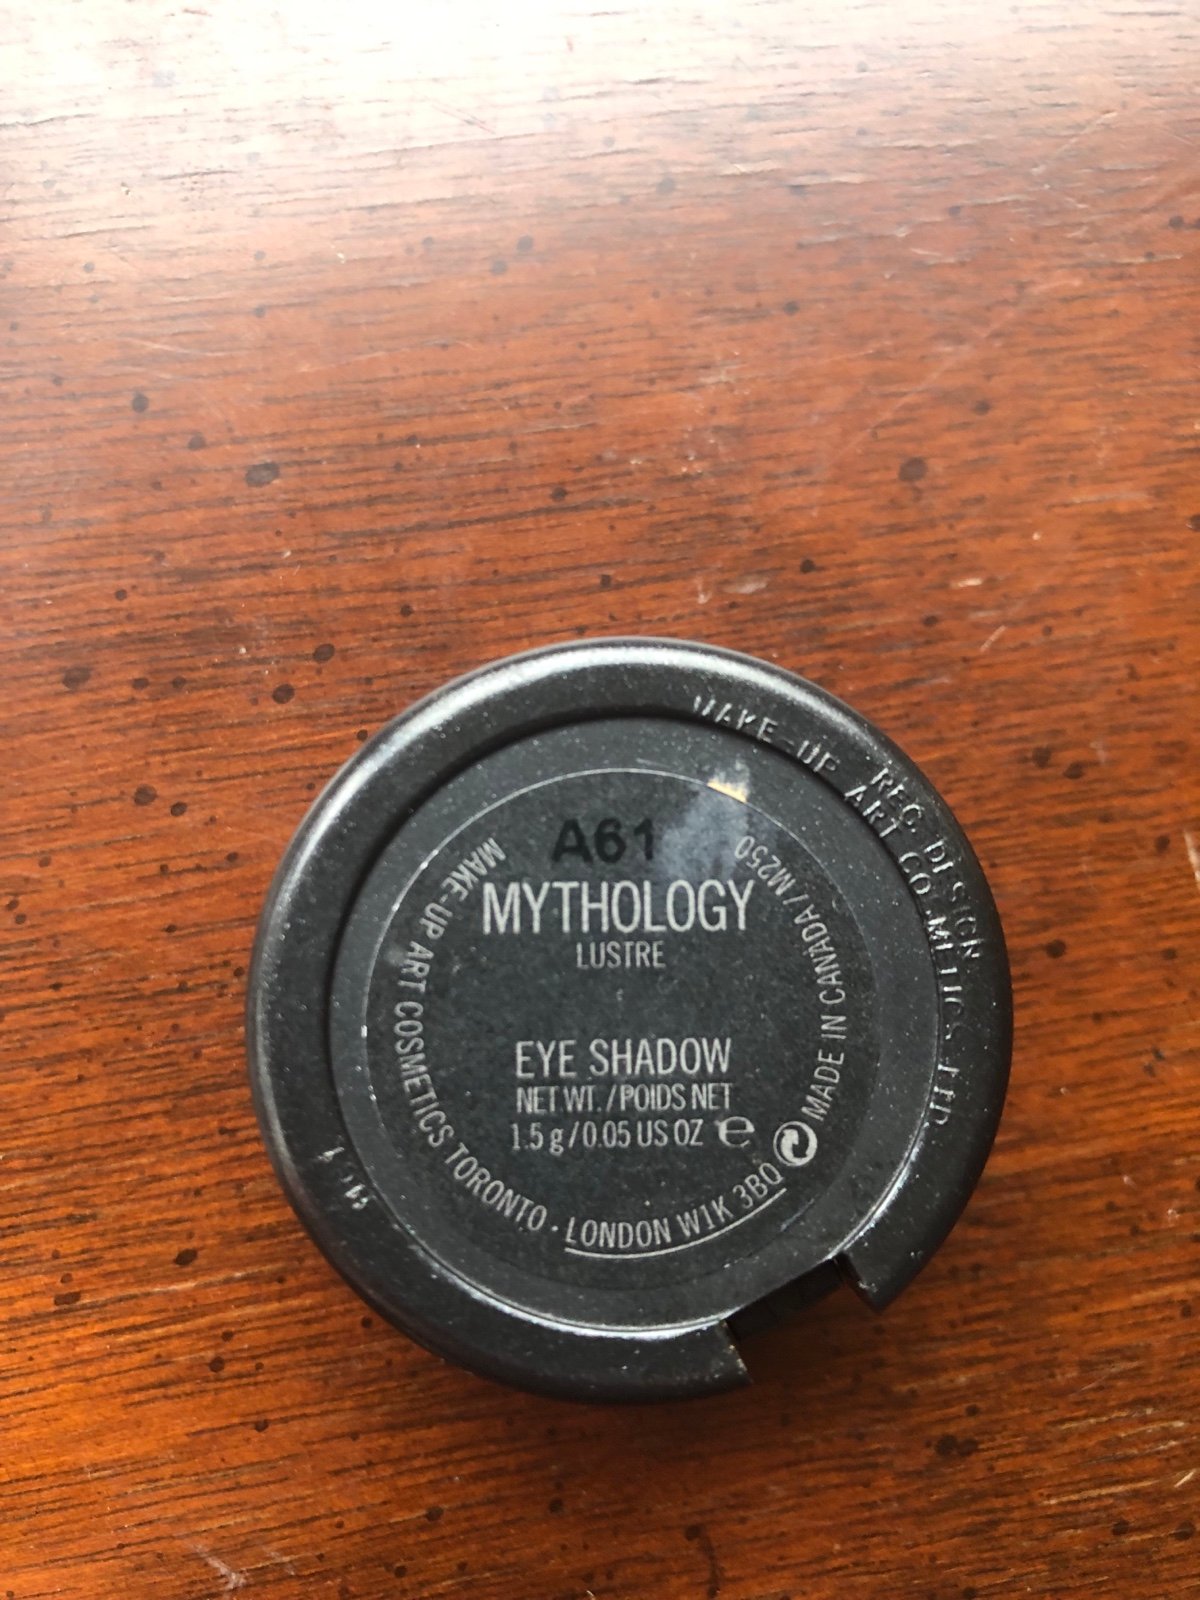 A61
MYTHOLOGY
LUSTRE
EYE SHADOW
NET WT. / POIDS NET
1.5 g / 0.05 US OZ ℮
MAKE-UP ART COSMETICS TORONTO · LONDON W1K 3BQ
MADE IN CANADA / M250
MAKE-UP ART COSMETICS LTD.
REG. DESIGN